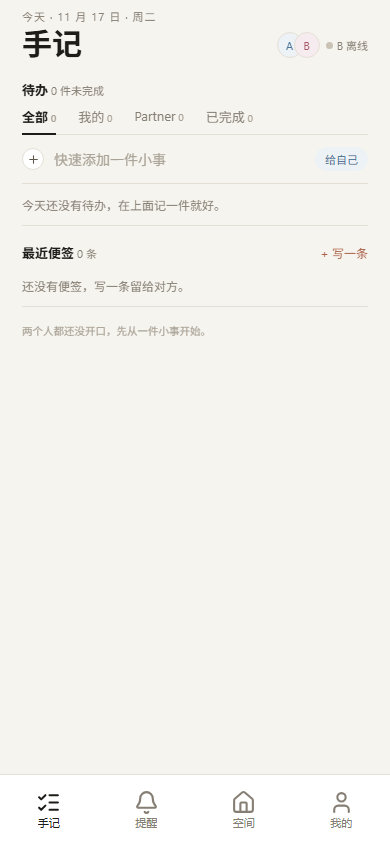 今天 · 11 月 17 日 · 周二
手记
A B B 离线
待办 0 件未完成
全部 0 我的 0 Partner 0 已完成 0
+ 快速添加一件小事 给自己
今天还没有待办，在上面记一件就好。
最近便签 0 条 + 写一条
还没有便签，写一条留给对方。
两个人都还没开口，先从一件小事开始。
手记 提醒 空间 我的